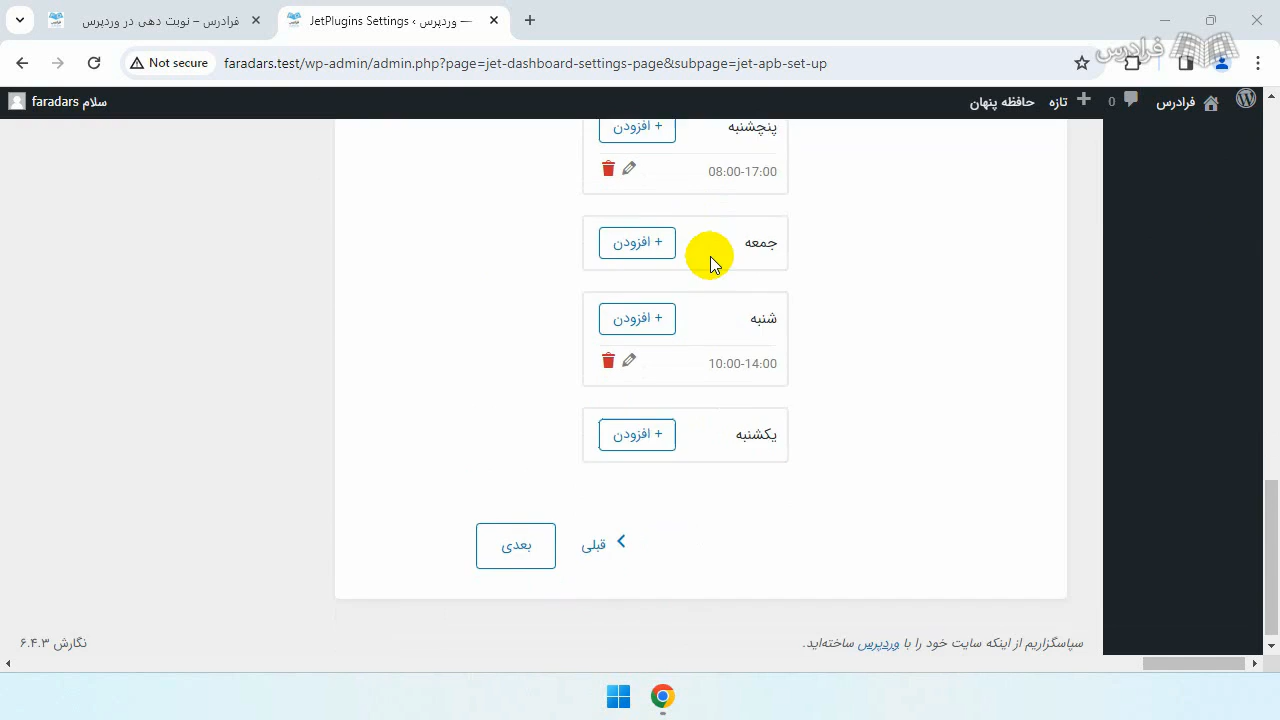 فرادرس – نوبت دهی در وردپرس
JetPlugins Settings ‹ وردپرس —
Not secure
faradars.test/wp-admin/admin.php?page=jet-dashboard-settings-page&subpage=jet-apb-set-up
فرادرس
سلام faradars
حافظه پنهان
تازه
0
فرادرس
پنجشنبه
+ افزودن
08:00-17:00
جمعه
+ افزودن
شنبه
+ افزودن
10:00-14:00
یکشنبه
+ افزودن
قبلی
بعدی
سپاسگزاریم از اینکه سایت خود را با وردپرس ساخته‌اید.
نگارش ۶.۴.۳